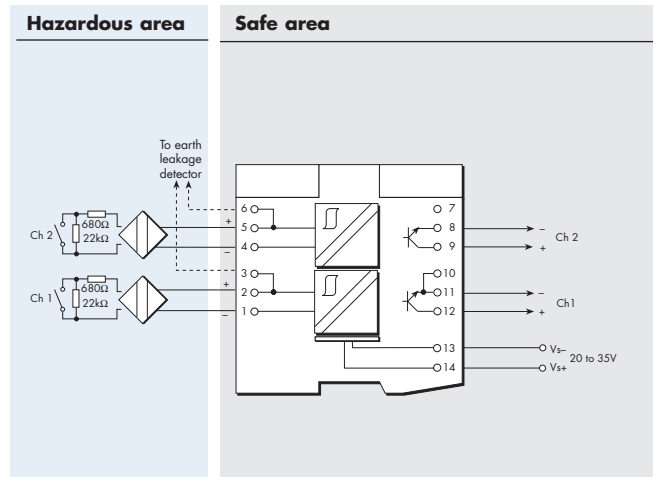 Hazardous area
Safe area
To earth
leakage
detector
6
7
680Ω
+
5
8
–
Ch 2
22kΩ
Ch 2
4
9
+
–
3
10
680Ω
+
2
11
–
Ch 1
22kΩ
Ch1
1
12
+
–
13
Vs–
20 to 35V
14
Vs+